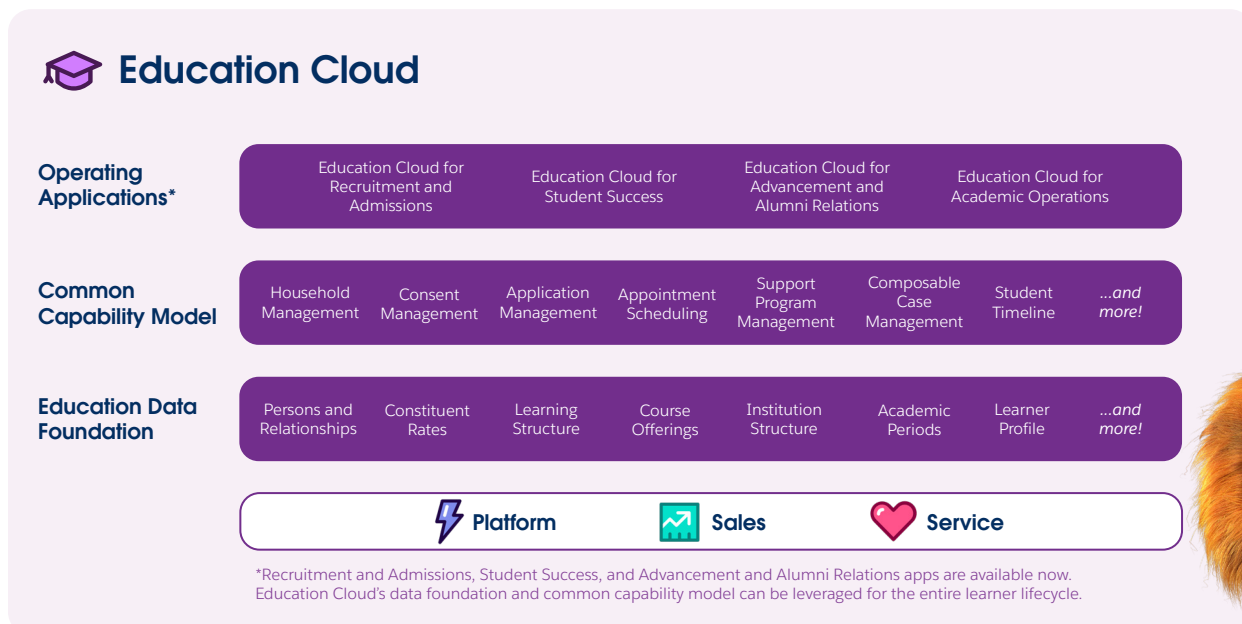 Education Cloud
Operating
Applications*
Education Cloud for
Recruitment and
Admissions
Education Cloud for
Student Success
Education Cloud for
Advancement and
Alumni Relations
Education Cloud for
Academic Operations
Common
Capability Model
Household
Management
Consent
Management
Application
Management
Appointment
Scheduling
Support
Program
Management
Composable
Case
Management
Student
Timeline
...and
more!
Education Data
Foundation
Persons and
Relationships
Constituent
Rates
Learning
Structure
Course
Offerings
Institution
Structure
Academic
Periods
Learner
Profile
...and
more!
Platform
Sales
Service
*Recruitment and Admissions, Student Success, and Advancement and Alumni Relations apps are available now.
Education Cloud's data foundation and common capability model can be leveraged for the entire learner lifecycle.